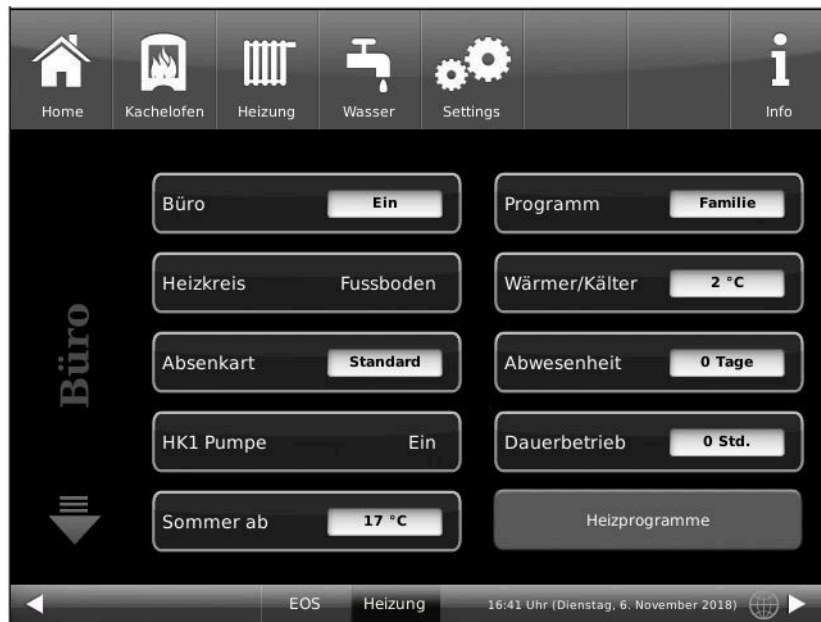 Home Kachelofen Heizung Wasser Settings Info
Büro
Büro Ein
Programm Familie
Heizkreis Fussboden
Wärmer/Kälter 2 °C
Absenkart Standard
Abwesenheit 0 Tage
HK1 Pumpe Ein
Dauerbetrieb 0 Std.
Sommer ab 17 °C
Heizprogramme
EOS Heizung 16:41 Uhr (Dienstag, 6. November 2018)